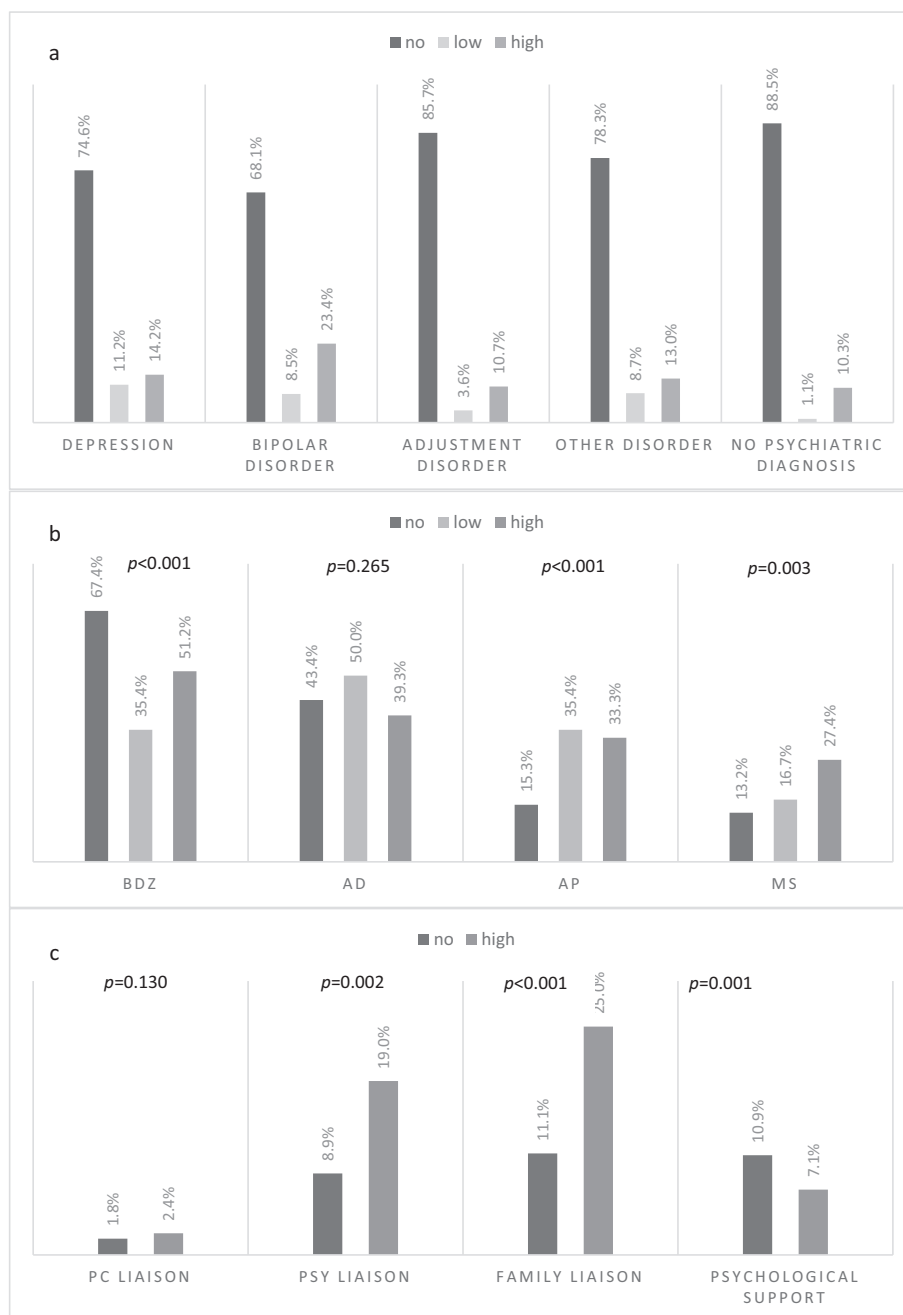 a
no low high
74.6%
11.2%
14.2%
68.1%
8.5%
23.4%
85.7%
3.6%
10.7%
78.3%
8.7%
13.0%
88.5%
1.1%
10.3%
DEPRESSION
BIPOLAR
DISORDER
ADJUSTMENT
DISORDER
OTHER DISORDER
NO PSYCHIATRIC
DIAGNOSIS
b
no low high
p<0.001
p=0.265
p<0.001
p=0.003
67.4%
35.4%
51.2%
43.4%
50.0%
39.3%
15.3%
35.4%
33.3%
13.2%
16.7%
27.4%
BDZ
AD
AP
MS
c
no high
p=0.130
p=0.002
p<0.001
p=0.001
1.8%
2.4%
8.9%
19.0%
11.1%
25.0%
10.9%
7.1%
PC LIAISON
PSY LIAISON
FAMILY LIAISON
PSYCHOLOGICAL
SUPPORT